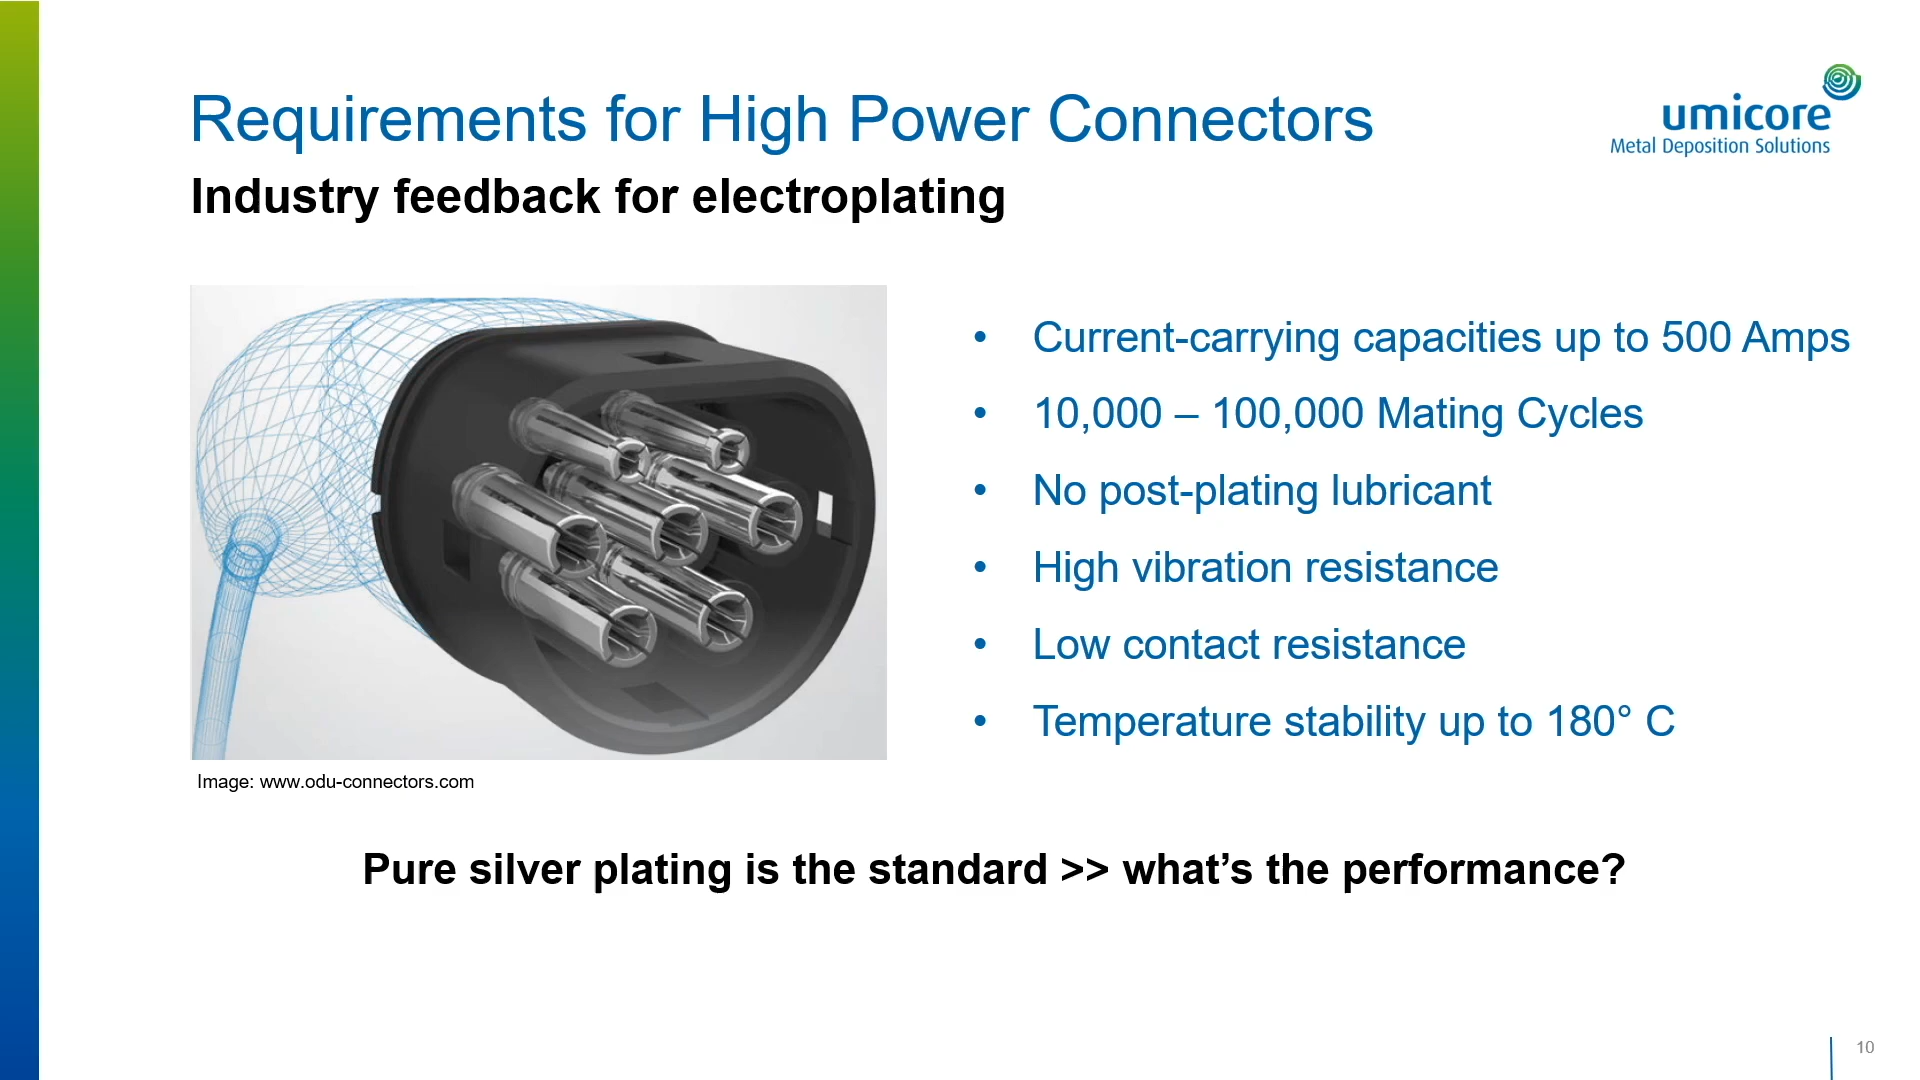 Requirements for High Power Connectors
umicore
Metal Deposition Solutions
Industry feedback for electroplating
• Current-carrying capacities up to 500 Amps
• 10,000 – 100,000 Mating Cycles
• No post-plating lubricant
• High vibration resistance
• Low contact resistance
• Temperature stability up to 180° C
Image: www.odu-connectors.com
Pure silver plating is the standard >> what’s the performance?
10